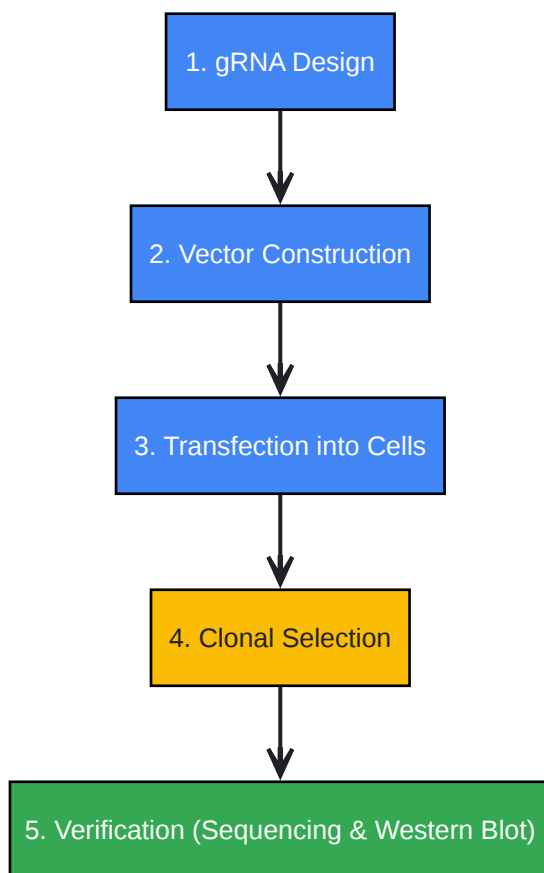 1. gRNA Design
2. Vector Construction
3. Transfection into Cells
4. Clonal Selection
5. Verification (Sequencing & Western Blot)